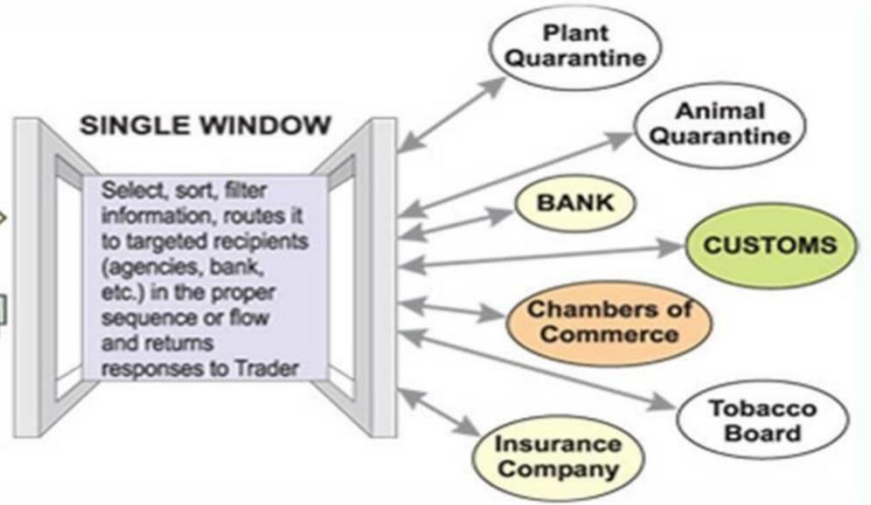 SINGLE WINDOW
Select, sort, filter
information, routes it
to targeted recipients
(agencies, bank,
etc.) in the proper
sequence or flow
and returns
responses to Trader
Plant
Quarantine
Animal
Quarantine
BANK
CUSTOMS
Chambers of
Commerce
Tobacco
Board
Insurance
Company